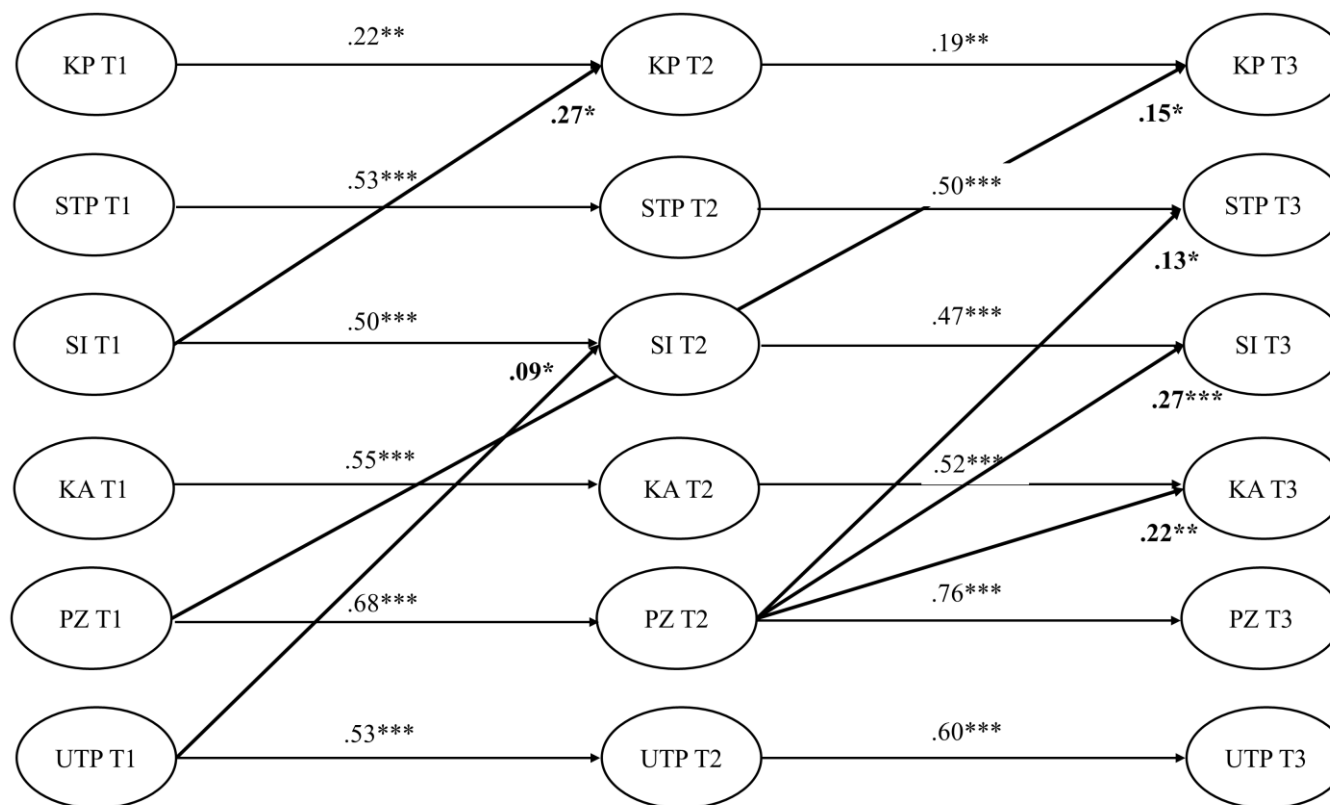 .22**
.19**
KP T1
KP T2
KP T3
.27*
.15*
.53***
.50***
STP T1
STP T2
STP T3
.13*
.50***
.47***
SI T1
SI T2
SI T3
.09*
.27***
.55***
.52***
KA T1
KA T2
KA T3
.22**
.68***
.76***
PZ T1
PZ T2
PZ T3
.53***
.60***
UTP T1
UTP T2
UTP T3